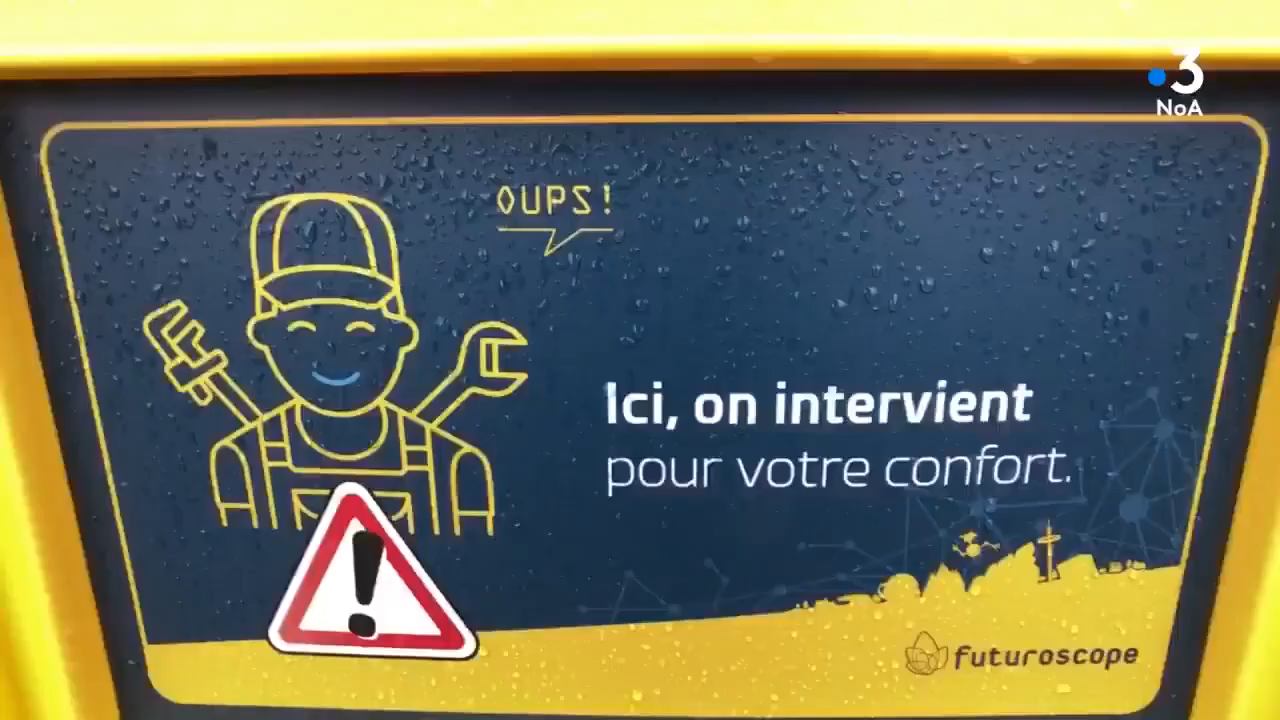 3
NoA
OUPS !
Ici, on intervient
pour votre confort.
!
futuroscope